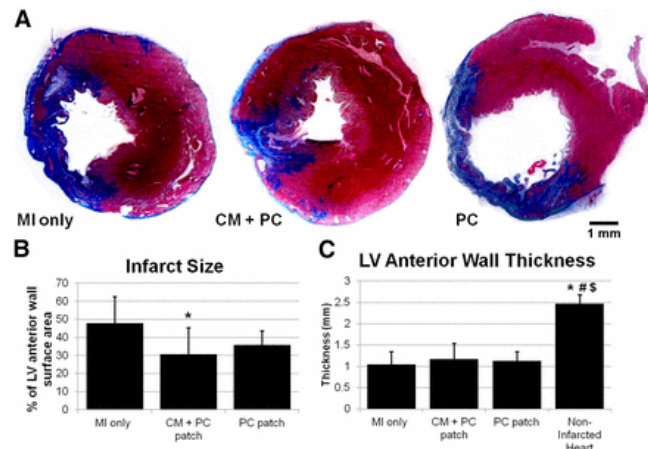 A
MI only
CM + PC
PC
1 mm
B
Infarct Size
% of LV anterior wall
surface area
70
60
50
40
30
20
10
0
*
MI only
CM + PC
patch
PC patch
C
LV Anterior Wall Thickness
Thickness (mm)
3
2.5
2
1.5
1
0.5
0
* # $
MI only
CM + PC
patch
PC patch
Non-
Infarcted
Heart